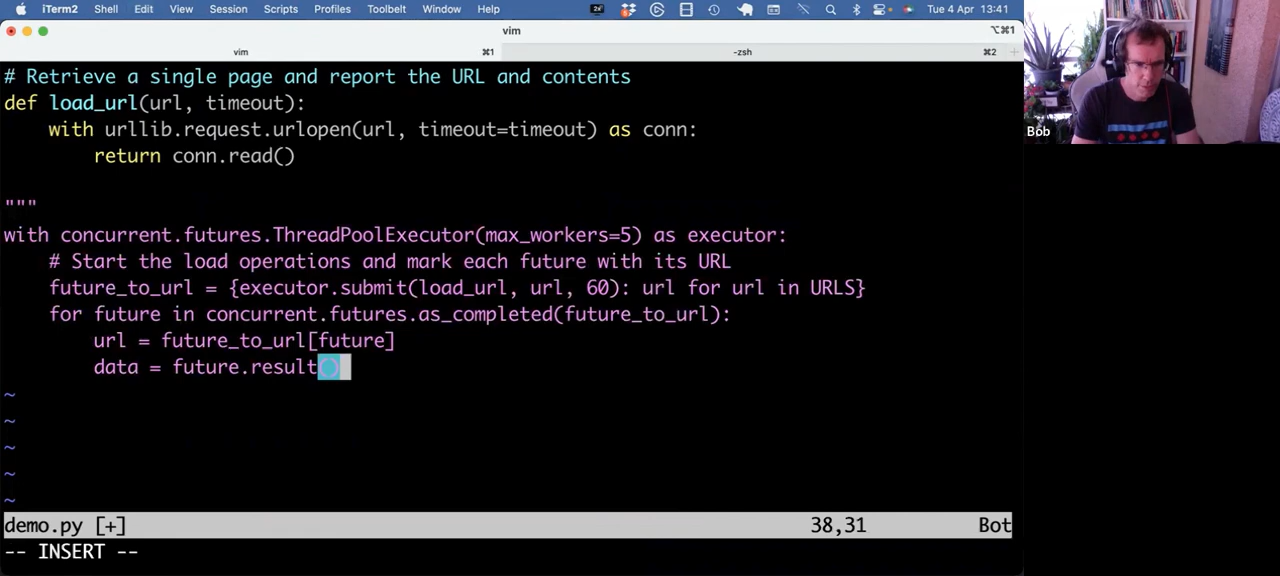 iTerm2 Shell Edit View Session Scripts Profiles Toolbelt Window Help Tue 4 Apr 13:41
vim ⌥⌘1
vim ⌘1 -zsh ⌘2
# Retrieve a single page and report the URL and contents
def load_url(url, timeout):
    with urllib.request.urlopen(url, timeout=timeout) as conn:
        return conn.read()
"""
with concurrent.futures.ThreadPoolExecutor(max_workers=5) as executor:
    # Start the load operations and mark each future with its URL
    future_to_url = {executor.submit(load_url, url, 60): url for url in URLS}
    for future in concurrent.futures.as_completed(future_to_url):
        url = future_to_url[future]
        data = future.result()
~
~
~
~
~
demo.py [+] 38,31 Bot
-- INSERT --
Bob